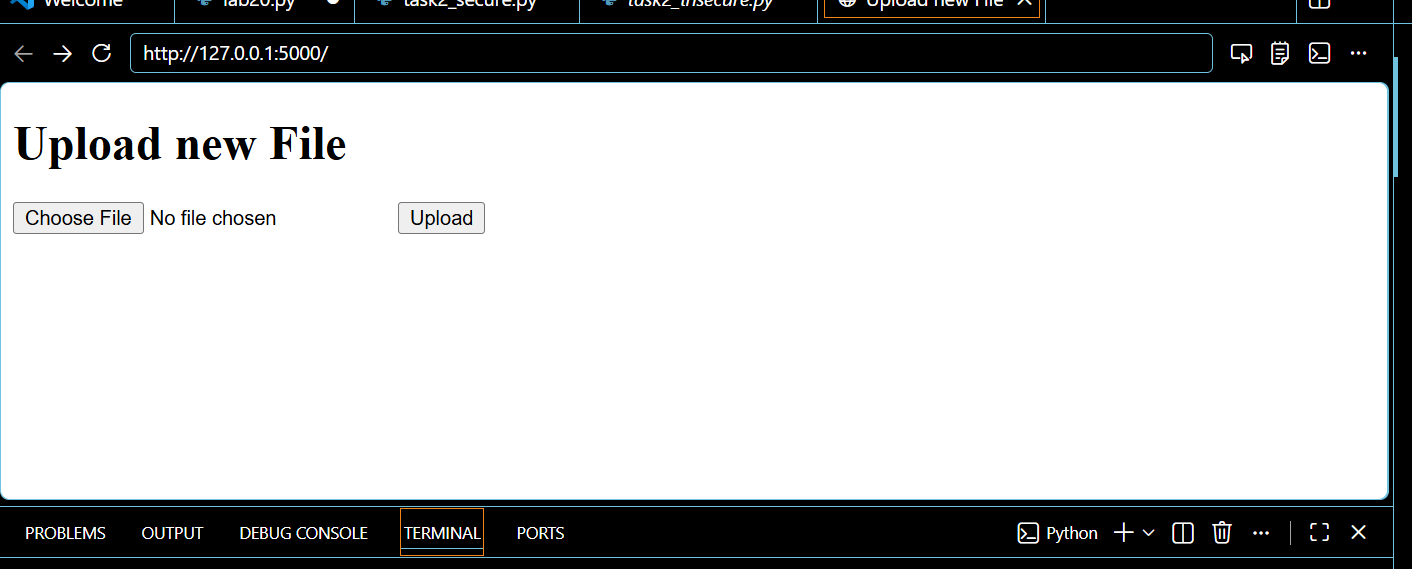 Welcome lab20.py task2_secure.py task2_insecure.py Upload new File
http://127.0.0.1:5000/
Upload new File
Choose File No file chosen Upload
PROBLEMS OUTPUT DEBUG CONSOLE TERMINAL PORTS Python